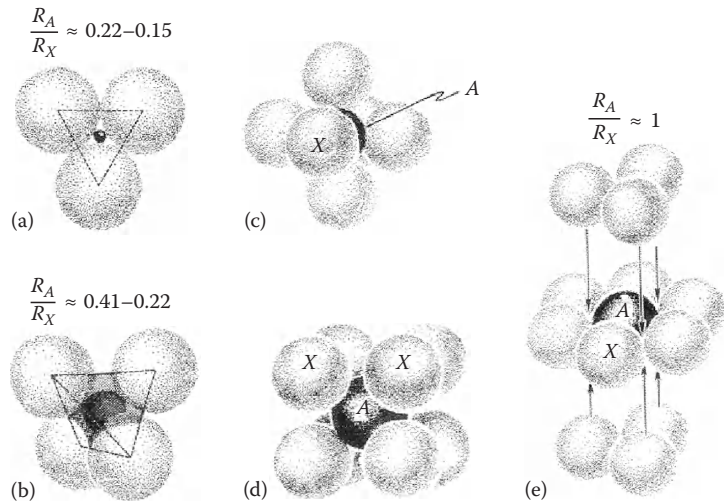 R_A
R_X ≈ 0.22–0.15
(a)
A
X
(c)
R_A
R_X ≈ 1
A
X
(e)
R_A
R_X ≈ 0.41–0.22
(b)
X X
A
(d)